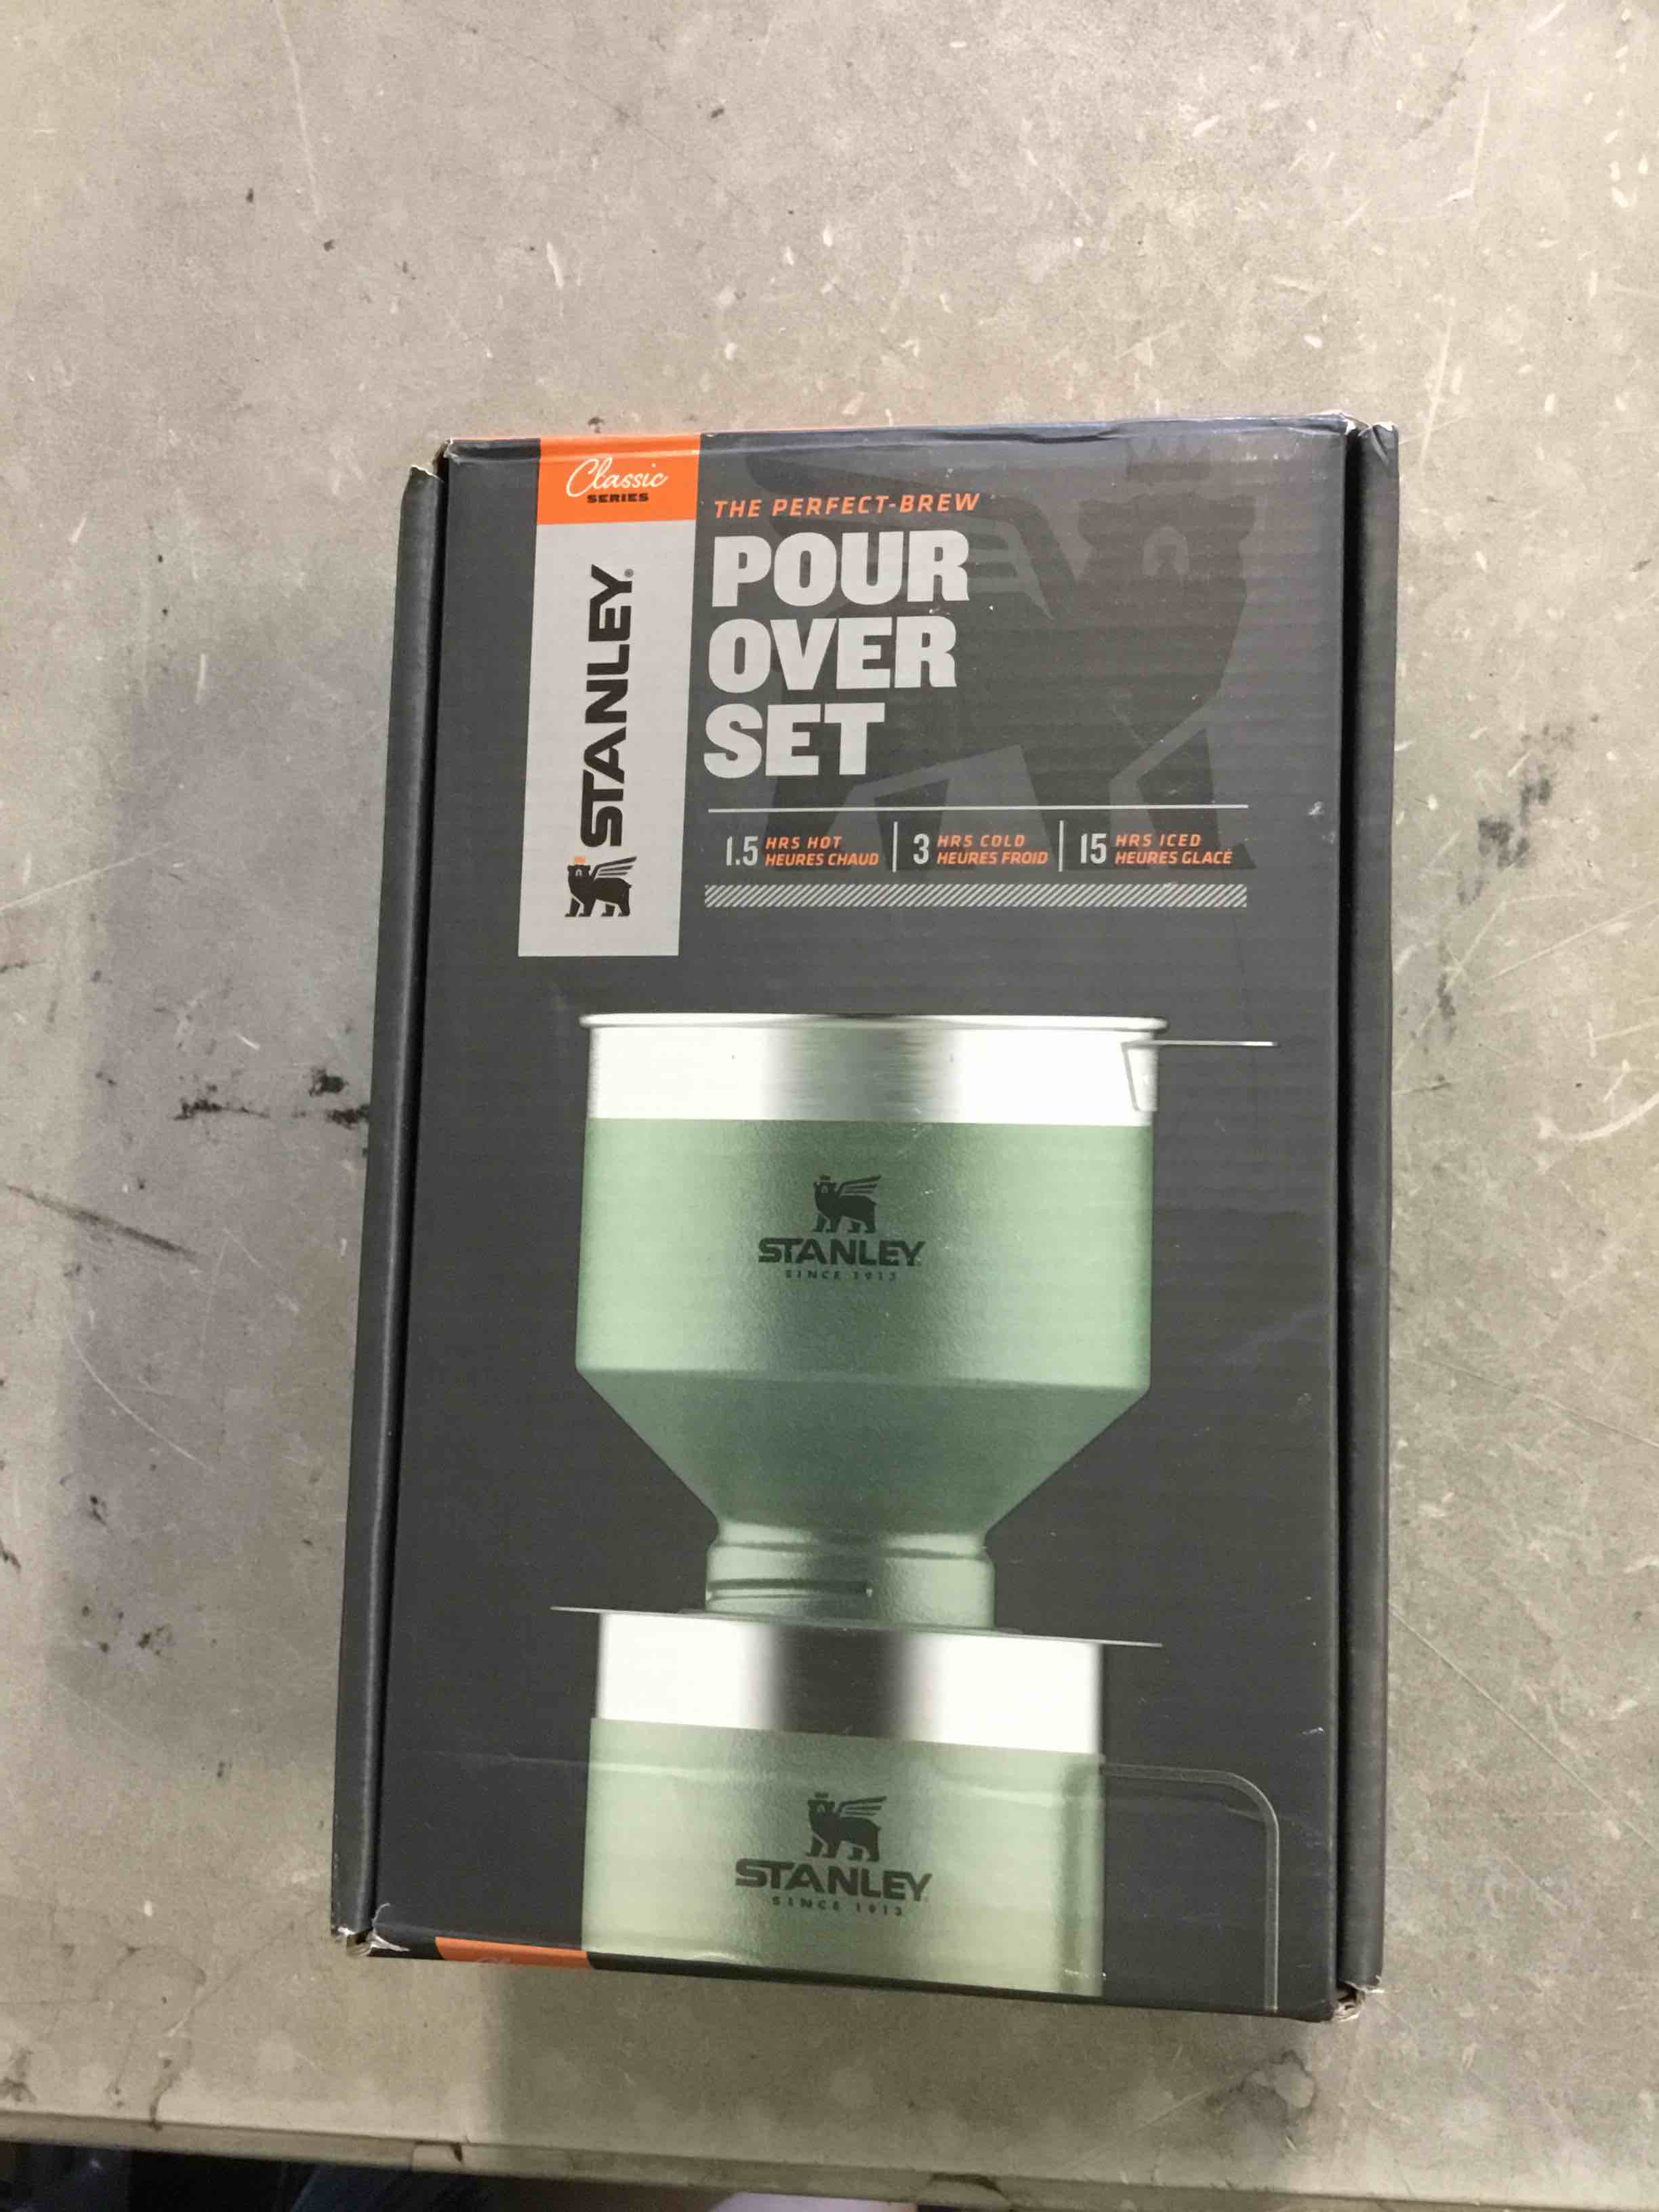 Classic
SERIES
STANLEY®
THE PERFECT-BREW
POUR
OVER
SET
1.5 HRS HOT
HEURES CHAUD
3 HRS COLD
HEURES FROID
15 HRS ICED
HEURES GLACÉ
STANLEY
SINCE 1913
STANLEY
SINCE 1913